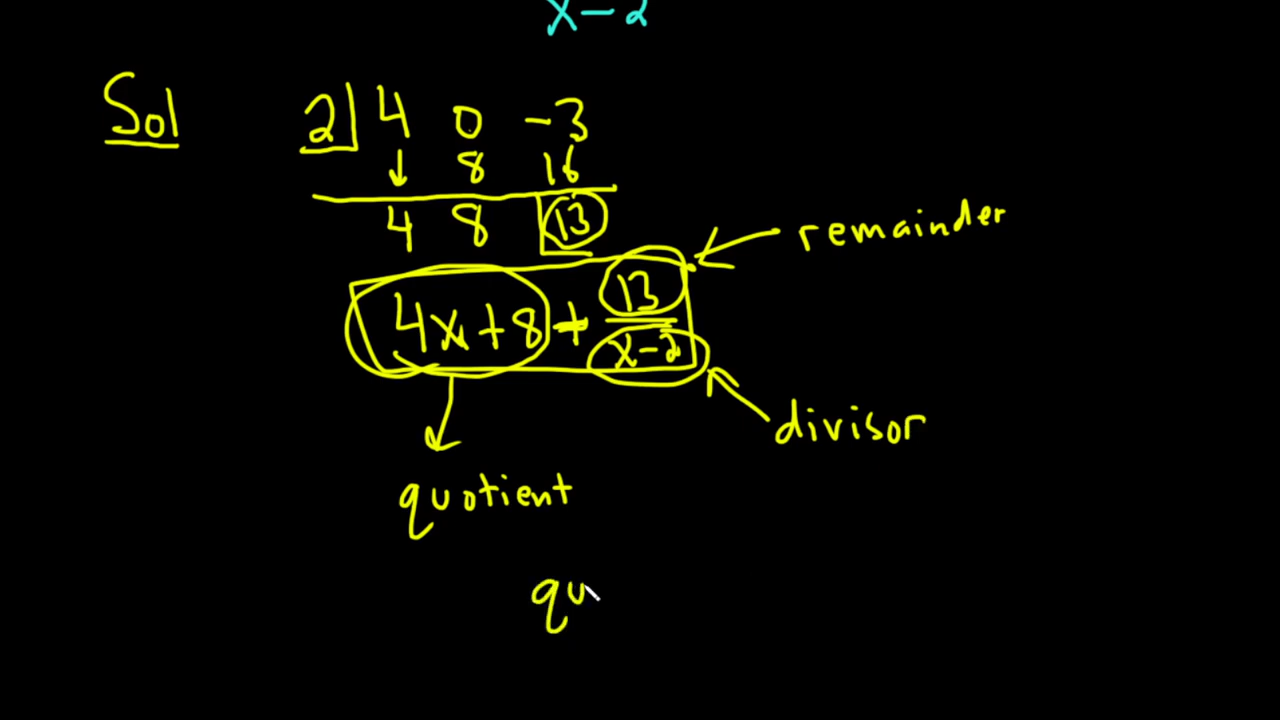 x-2
Sol
2 4 0 -3
↓ 8 16
4 8 13
remainder
4x+8 + 13/x-2
divisor
quotient
qu